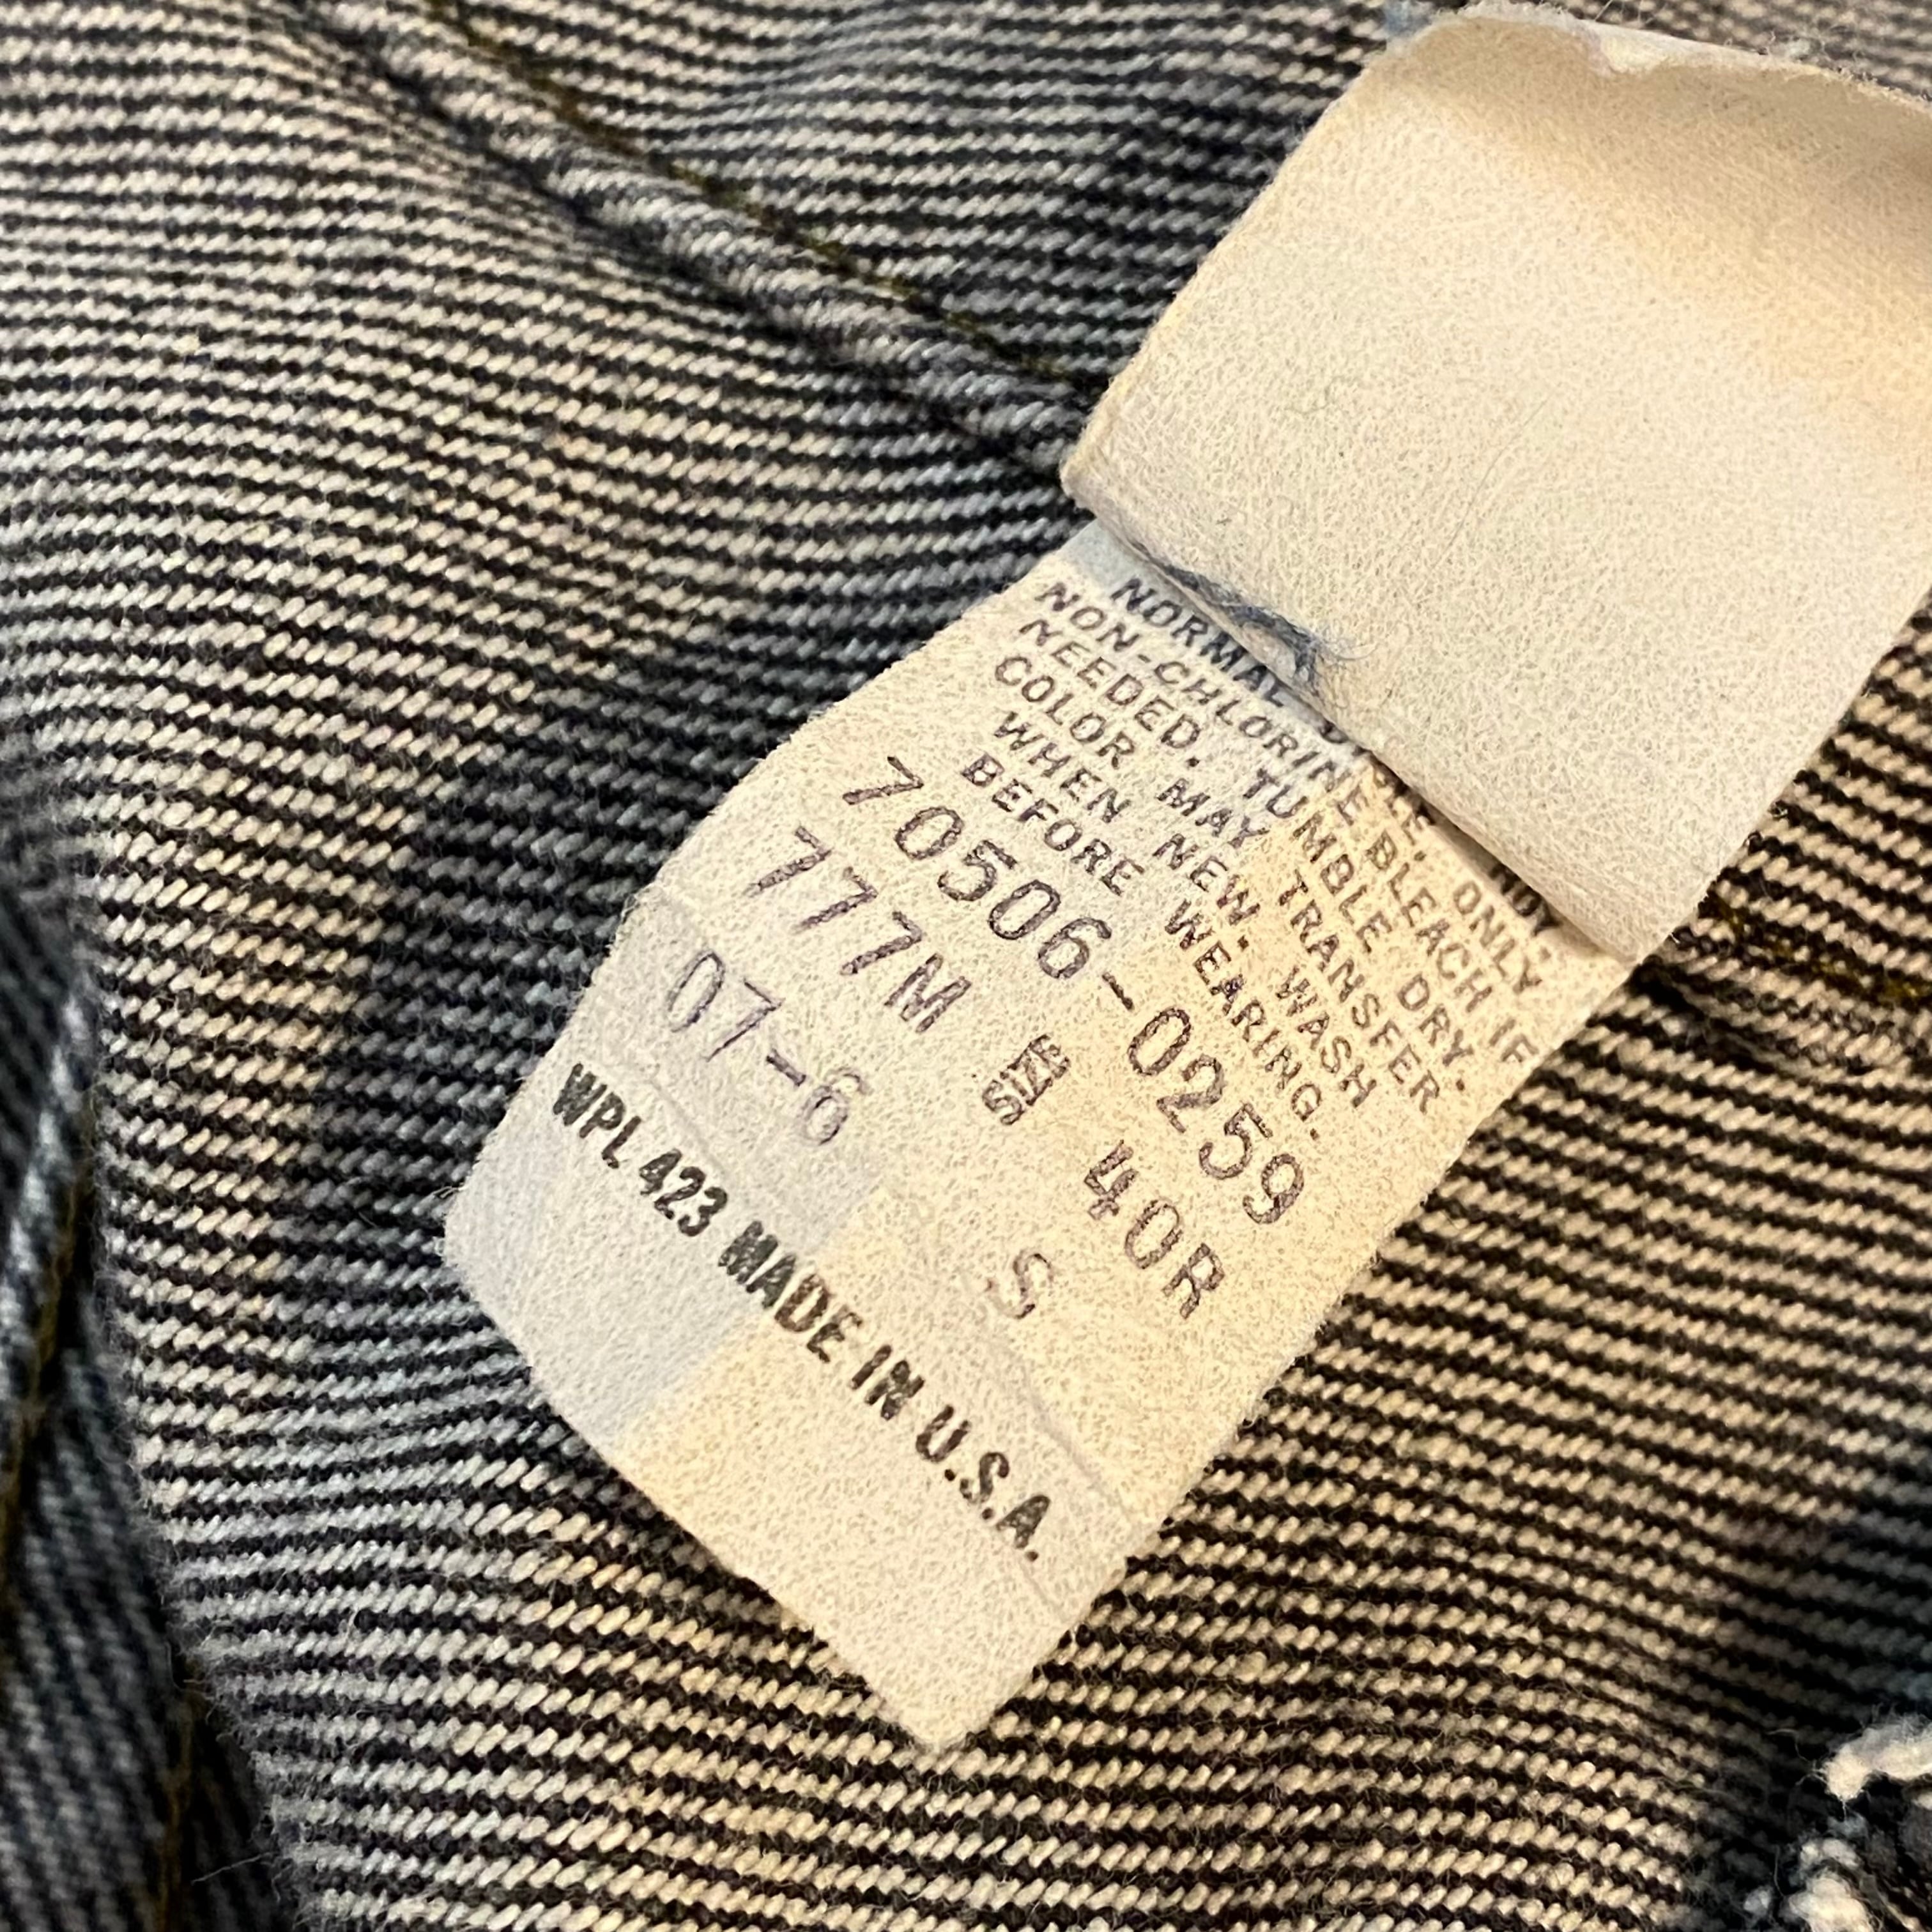 NORMAL
ONLY
NON-CHLORINE BLEACH IF
NEEDED. TUMBLE DRY.
COLOR MAY TRANSFER
WHEN NEW. WASH
BEFORE WEARING.
70506-0259
777M SIZE 40R
07-6 S
WPL 423 MADE IN U.S.A.